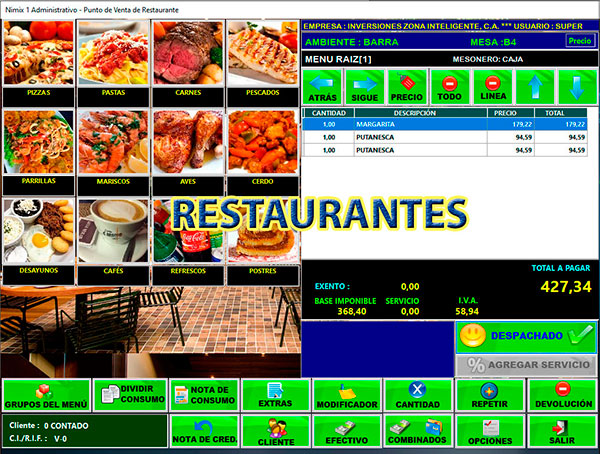 Nimix 1 Administrativo - Punto de Venta de Restaurante
EMPRESA : INVERSIONES ZONA INTELIGENTE, C.A. *** USUARIO : SUPER
AMBIENTE : BARRA MESA :B4 Precio
MENU RAIZ[1] MESONERO: CAJA
ATRÁS SIGUE PRECIO TODO LINEA
PIZZAS PASTAS CARNES PESCADOS
CANTIDAD DESCRIPCIÓN PRECIO TOTAL
1,00 MARGARITA 179,22 179,22
1,00 PUTANESCA 94,59 94,59
1,00 PUTANESCA 94,59 94,59
PARRILLAS MARISCOS AVES CERDO
RESTAURANTES
Coca-Cola
DESAYUNOS CAFÉS REFRESCOS POSTRES
TOTAL A PAGAR
EXENTO : 0,00 427,34
BASE IMPONIBLE SERVICIO I.V.A.
368,40 0,00 58,94
DESPACHADO
% AGREGAR SERVICIO
GRUPOS DEL MENÚ DIVIDIR CONSUMO NOTA DE CONSUMO EXTRAS MODIFICADOR CANTIDAD REPETIR DEVOLUCIÓN
Cliente : 0 CONTADO
C.I./R.I.F. : V-0
NOTA DE CRED. CLIENTE EFECTIVO COMBINADOS OPCIONES SALIR